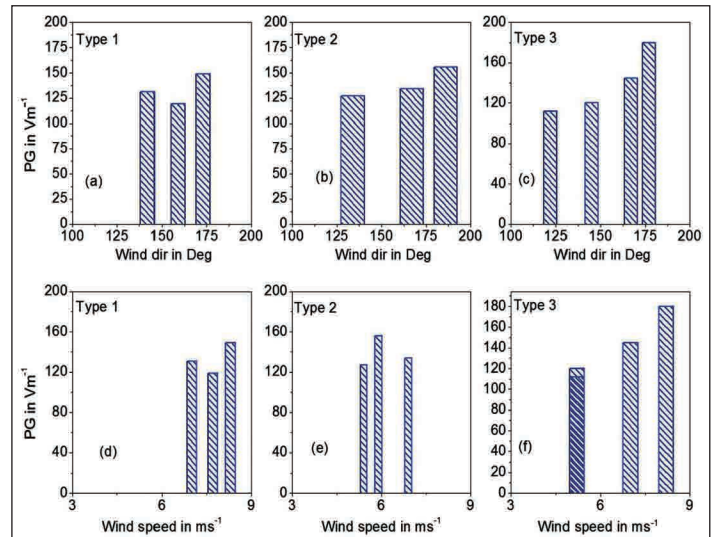 Type 1
Type 2
Type 3
PG in Vm⁻¹
200
175
150
125
100
75
50
25
0
200
175
150
125
100
75
50
25
0
200
160
120
80
40
0
(a)
(b)
(c)
100 125 150 175 200
100 125 150 175 200
100 125 150 175 200
Wind dir in Deg
Wind dir in Deg
Wind dir in Deg
Type 1
Type 2
Type 3
PG in Vm⁻¹
200
160
120
80
40
0
200
160
120
80
40
0
180
160
140
120
100
80
60
40
20
0
(d)
(e)
(f)
3 6 9
3 6 9
3 6 9
Wind speed in ms⁻¹
Wind speed in ms⁻¹
Wind speed in ms⁻¹